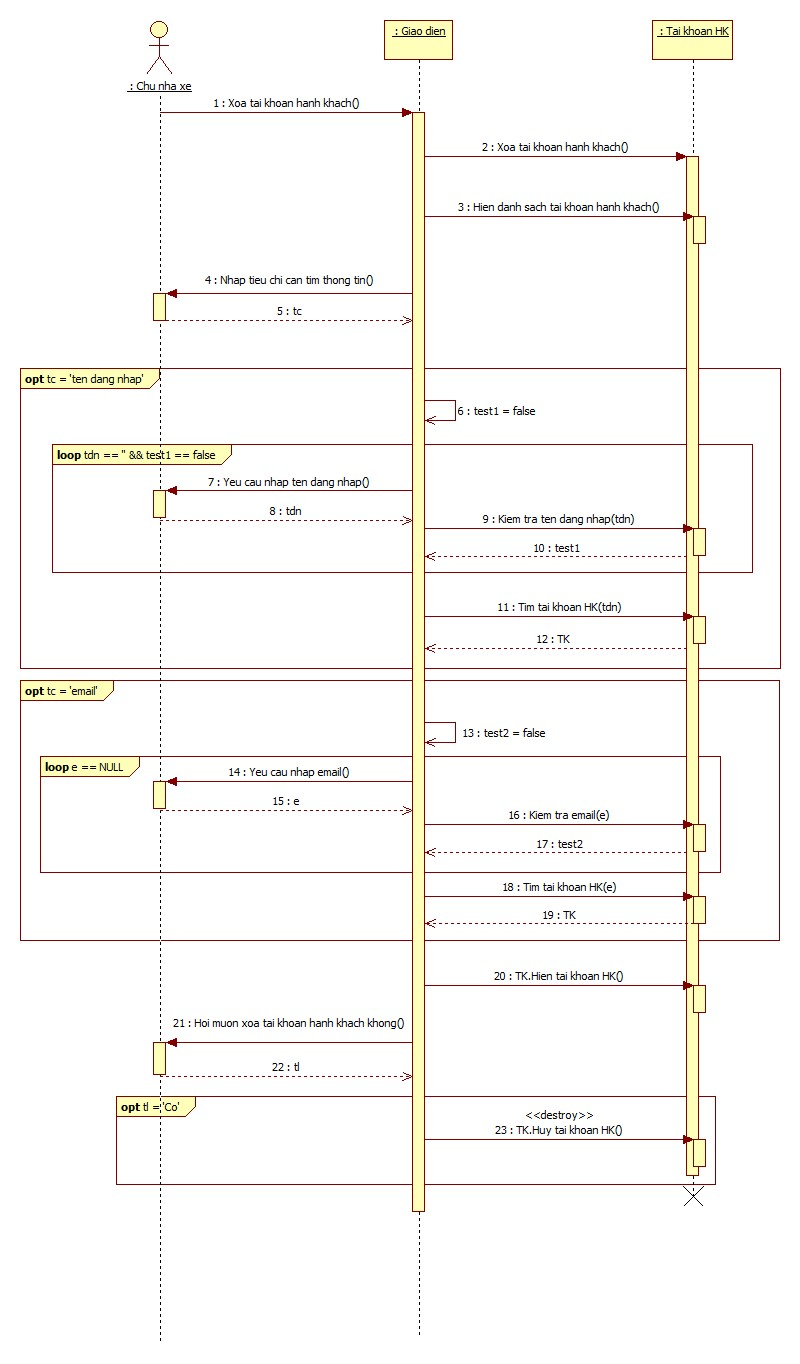 : Giao dien
: Tai khoan HK
: Chu nha xe
1 : Xoa tai khoan hanh khach()
2 : Xoa tai khoan hanh khach()
3 : Hien danh sach tai khoan hanh khach()
4 : Nhap tieu chi can tim thong tin()
5 : tc
opt tc = 'ten dang nhap'
6 : test1 = false
loop tdn == '' && test1 == false
7 : Yeu cau nhap ten dang nhap()
8 : tdn
9 : Kiem tra ten dang nhap(tdn)
10 : test1
11 : Tim tai khoan HK(tdn)
12 : TK
opt tc = 'email'
13 : test2 = false
loop e == NULL
14 : Yeu cau nhap email()
15 : e
16 : Kiem tra email(e)
17 : test2
18 : Tim tai khoan HK(e)
19 : TK
20 : TK.Hien tai khoan HK()
21 : Hoi muon xoa tai khoan hanh khach khong()
22 : tl
opt tl = 'Co'
<<destroy>>
23 : TK.Huy tai khoan HK()